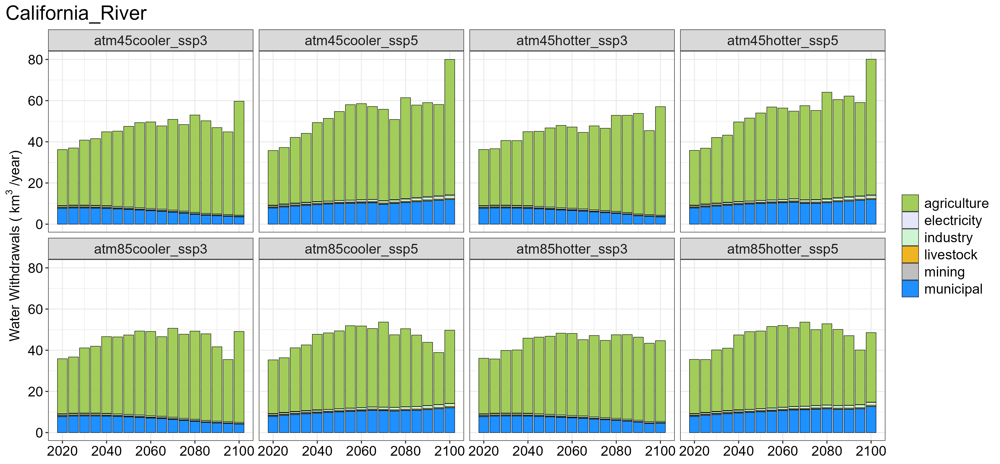 California_River
atm45cooler_ssp3
atm45cooler_ssp5
atm45hotter_ssp3
atm45hotter_ssp5
80
60
40
20
0
atm85cooler_ssp3
atm85cooler_ssp5
atm85hotter_ssp3
atm85hotter_ssp5
80
60
40
20
0
2020 2040 2060 2080 2100
2020 2040 2060 2080 2100
2020 2040 2060 2080 2100
2020 2040 2060 2080 2100
Water Withdrawals ( km³ /year)
agriculture
electricity
industry
livestock
mining
municipal